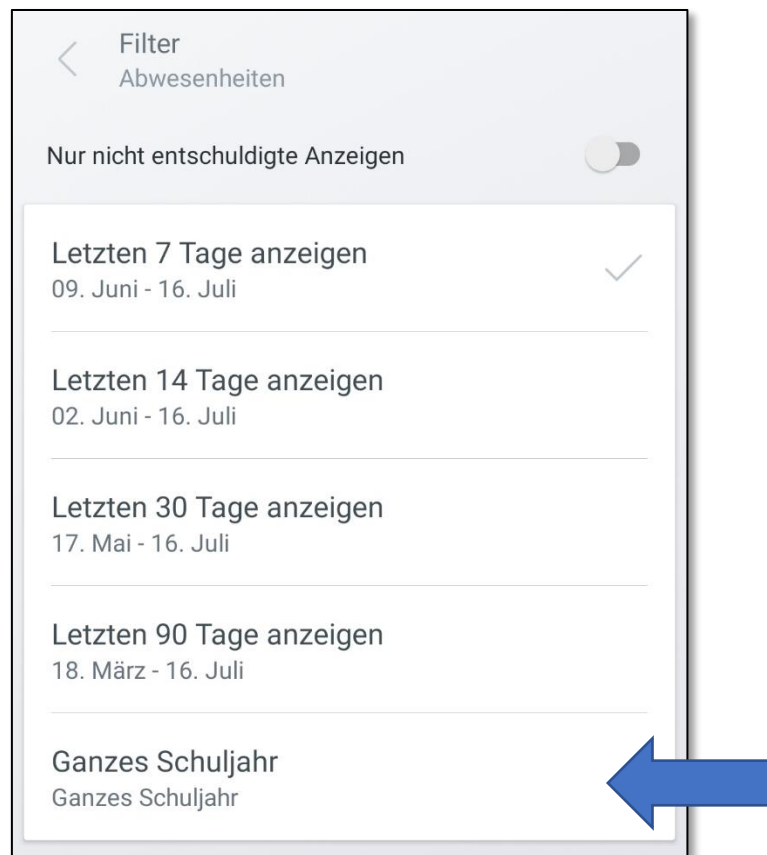 Filter
Abwesenheiten
Nur nicht entschuldigte Anzeigen
Letzten 7 Tage anzeigen
09. Juni - 16. Juli
Letzten 14 Tage anzeigen
02. Juni - 16. Juli
Letzten 30 Tage anzeigen
17. Mai - 16. Juli
Letzten 90 Tage anzeigen
18. März - 16. Juli
Ganzes Schuljahr
Ganzes Schuljahr